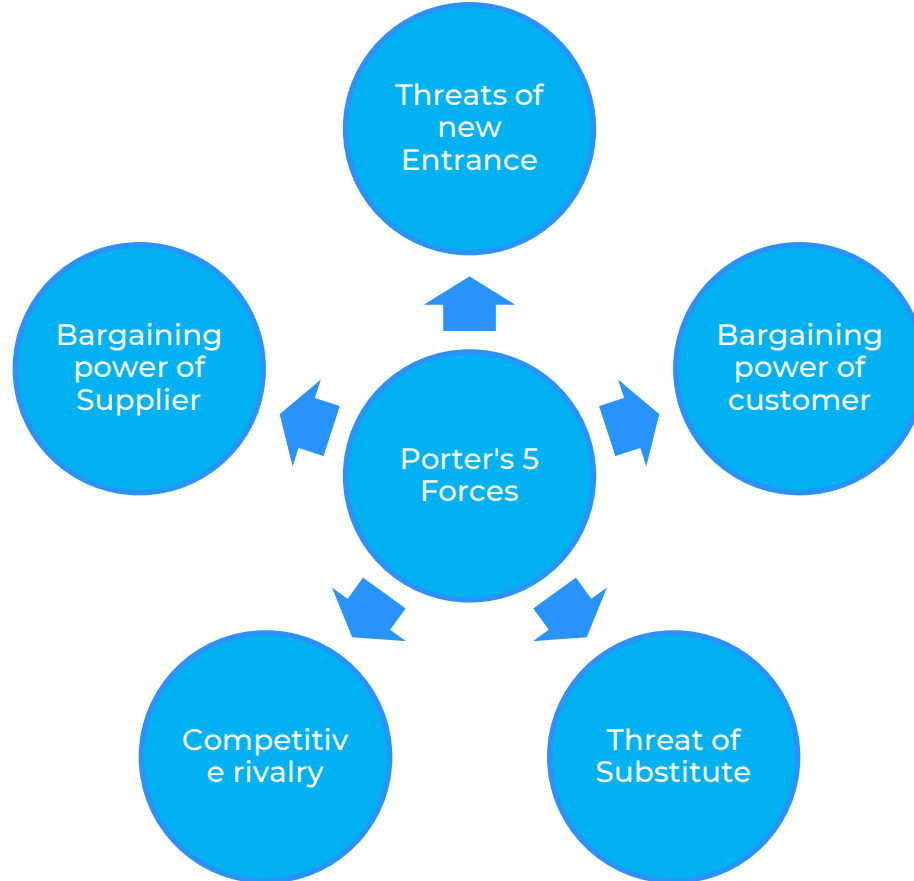 Threats of
new
Entrance
Bargaining
power of
Supplier
Bargaining
power of
customer
Porter's 5
Forces
Competitiv
e rivalry
Threat of
Substitute